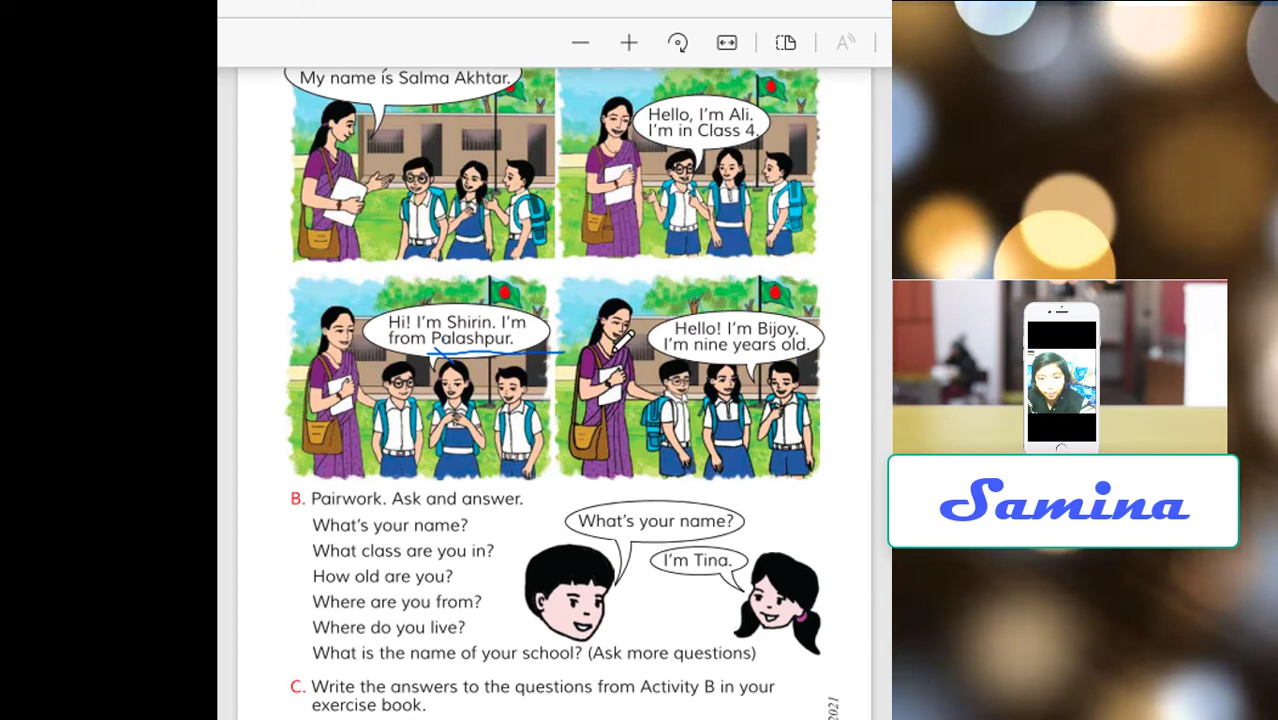 My name is Salma Akhtar.
Hello, I'm Ali.
I'm in Class 4.
Hi! I'm Shirin. I'm
from Palashpur.
Hello! I'm Bijoy.
I'm nine years old.
B. Pairwork. Ask and answer.
What's your name?
What class are you in?
How old are you?
Where are you from?
Where do you live?
What is the name of your school? (Ask more questions)
What's your name?
I'm Tina.
C. Write the answers to the questions from Activity B in your
exercise book.
2021
Samina